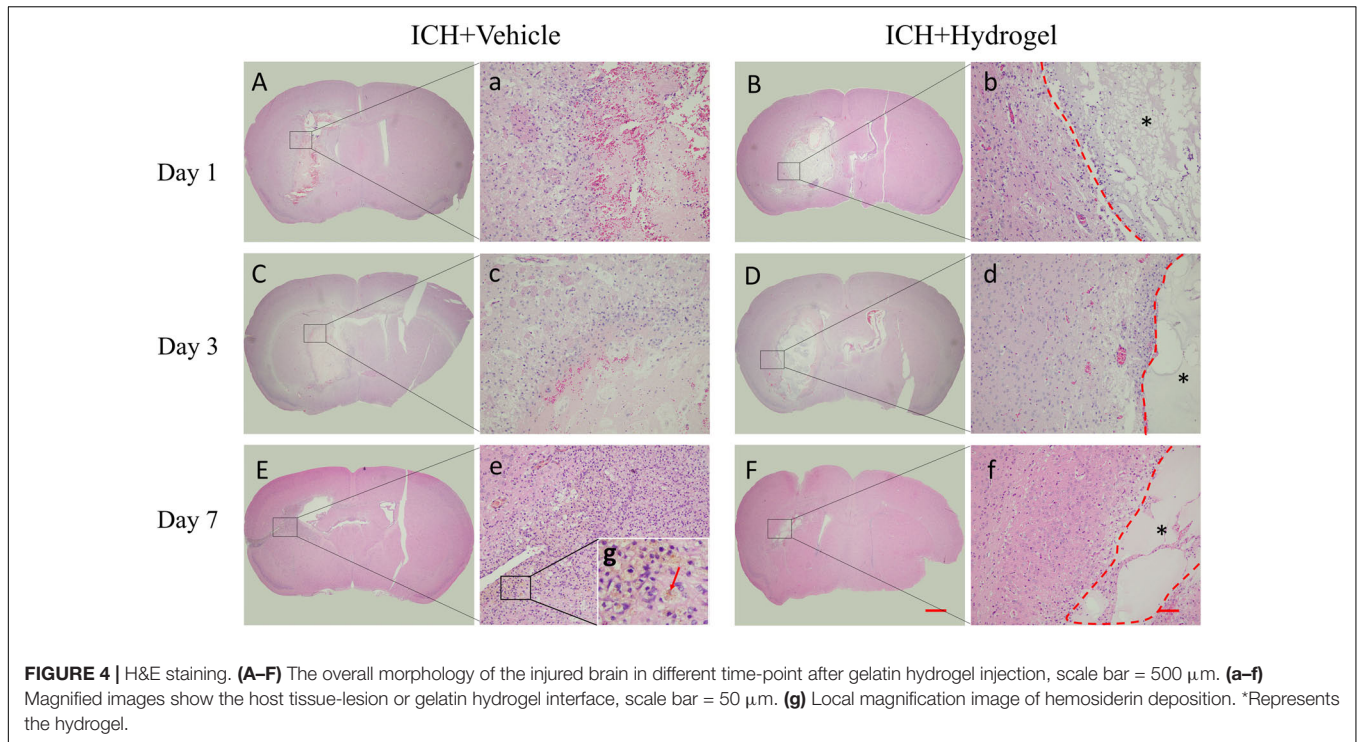 ICH+Vehicle ICH+Hydrogel
A a B b
*
Day 1
C c D d
*
Day 3
E e F f
*
g
Day 7
FIGURE 4 | H&E staining. (A–F) The overall morphology of the injured brain in different time-point after gelatin hydrogel injection, scale bar = 500 μm. (a–f)
Magnified images show the host tissue-lesion or gelatin hydrogel interface, scale bar = 50 μm. (g) Local magnification image of hemosiderin deposition. *Represents
the hydrogel.